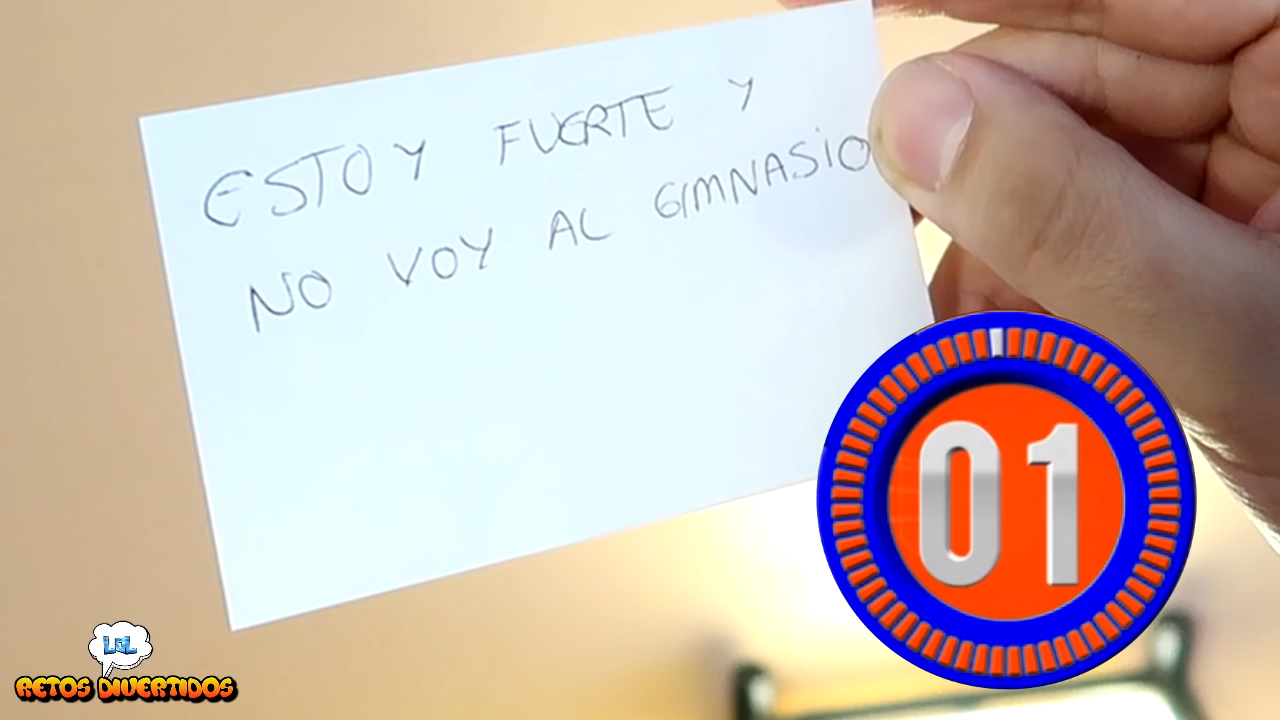 ESTOY FUERTE Y
NO VOY AL GIMNASIO
01
LOL
RETOS DIVERTIDOS